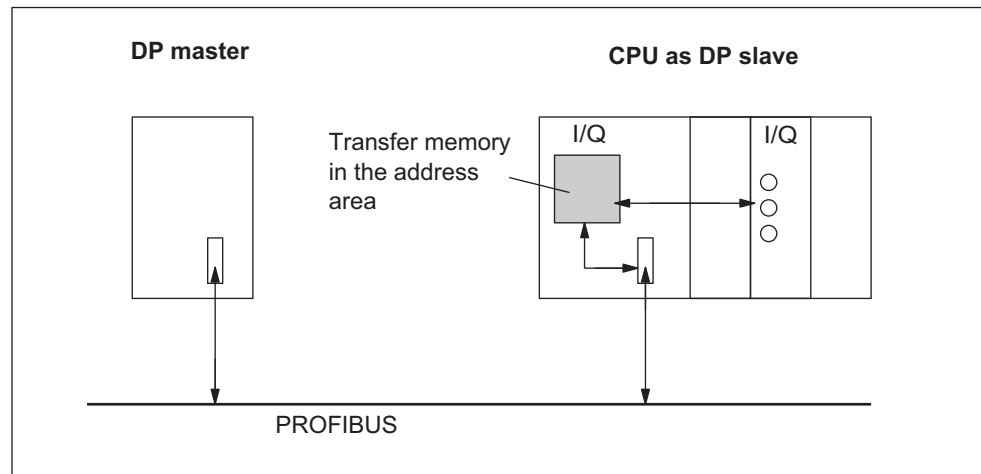 DP master
CPU as DP slave
Transfer memory
in the address
area
I/Q
I/Q
PROFIBUS